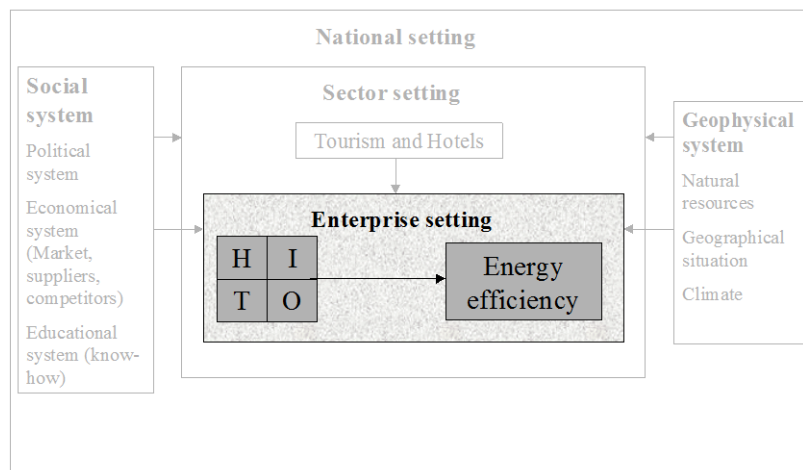 National setting
Social
system
Political
system
Economical
system
(Market,
suppliers,
competitors)
Educational
system (know-
how)
Sector setting
Tourism and Hotels
Enterprise setting
H I
T O
Energy
efficiency
Geophysical
system
Natural
resources
Geographical
situation
Climate